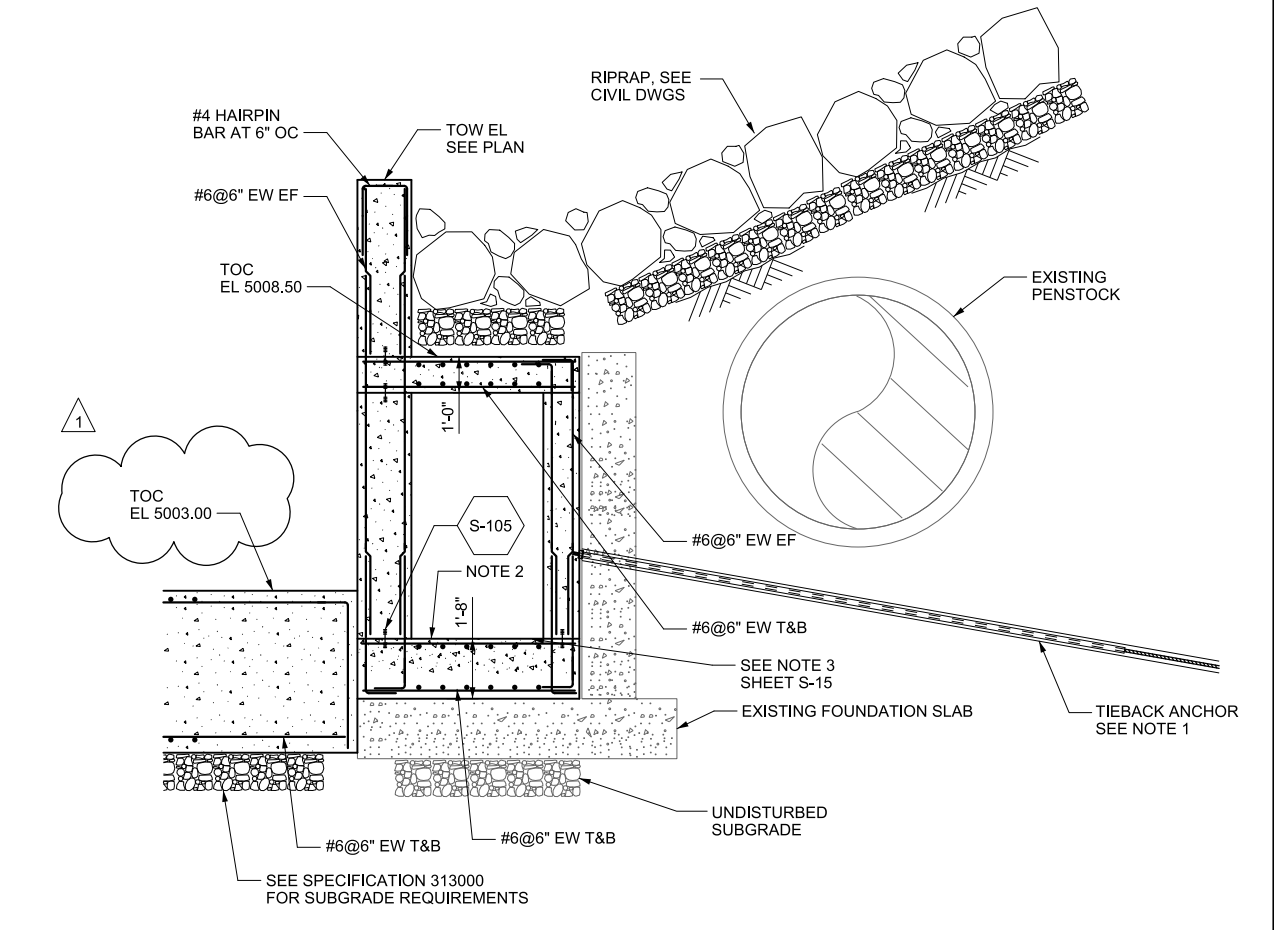 RIPRAP, SEE
CIVIL DWGS
#4 HAIRPIN
BAR AT 6" OC
TOW EL
SEE PLAN
#6@6" EW EF
TOC
EL 5008.50
EXISTING
PENSTOCK
1
1'-0"
TOC
EL 5003.00
S-105
#6@6" EW EF
NOTE 2
1'-8"
#6@6" EW T&B
SEE NOTE 3
SHEET S-15
EXISTING FOUNDATION SLAB
TIEBACK ANCHOR
SEE NOTE 1
UNDISTURBED
SUBGRADE
#6@6" EW T&B
#6@6" EW T&B
SEE SPECIFICATION 313000
FOR SUBGRADE REQUIREMENTS